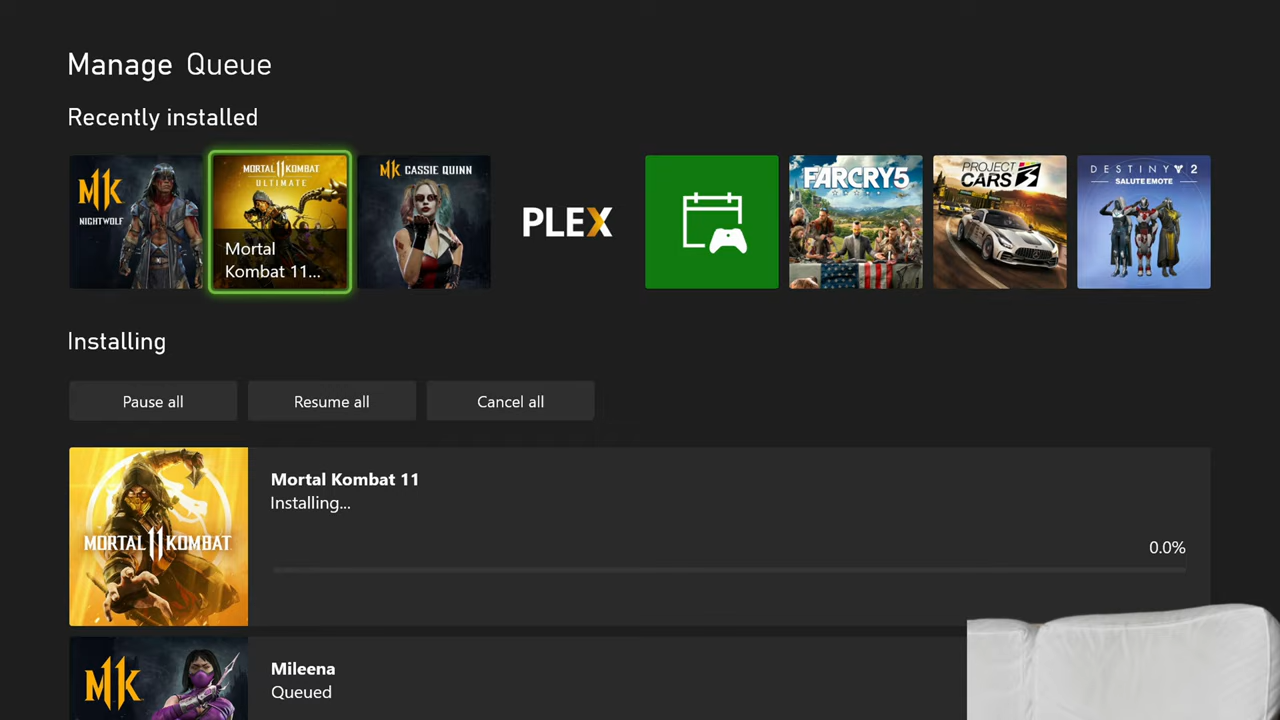 Manage Queue
Recently installed
MK
NIGHTWOLF
MORTAL 11 KOMBAT
ULTIMATE
Mortal
Kombat 11...
MK CASSIE QUINN
PLEX
FARCRY5
PROJECT
CARS 3
DESTINY 2
SALUTE EMOTE
Installing
Pause all
Resume all
Cancel all
MORTAL 11 KOMBAT
Mortal Kombat 11
Installing...
0.0%
MK
Mileena
Queued